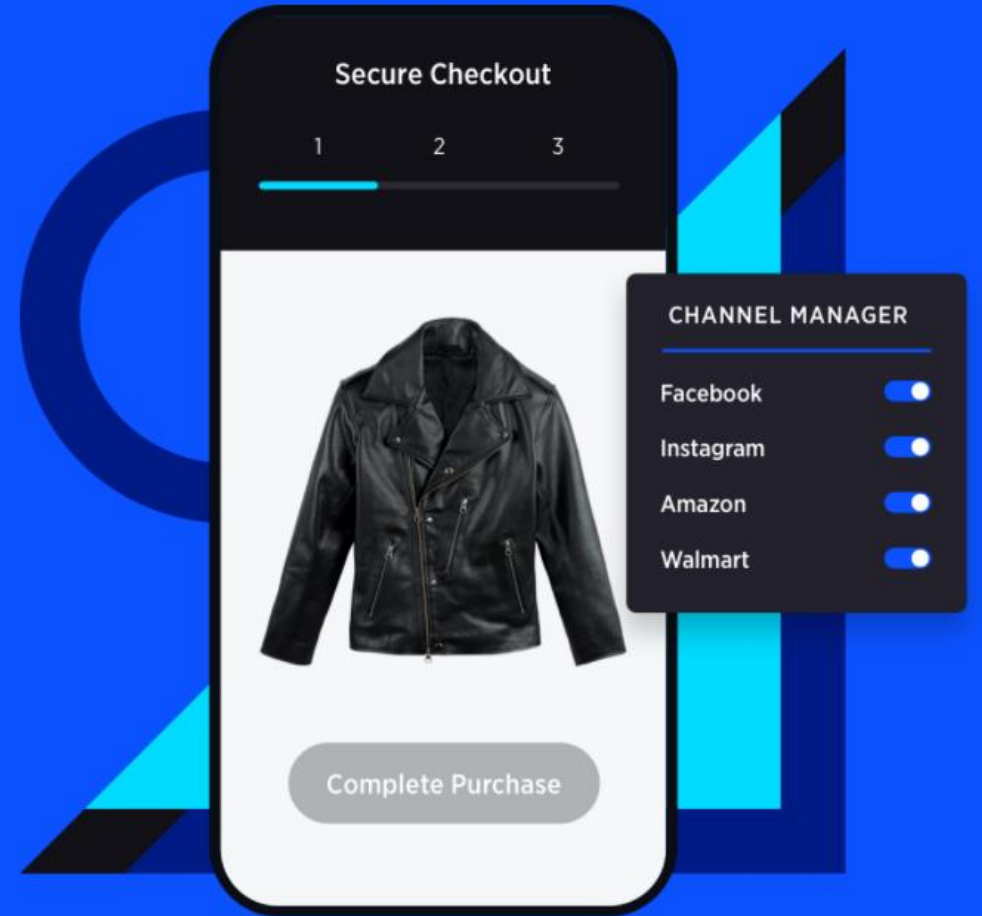 Secure Checkout
1 2 3
CHANNEL MANAGER
Facebook
Instagram
Amazon
Walmart
Complete Purchase